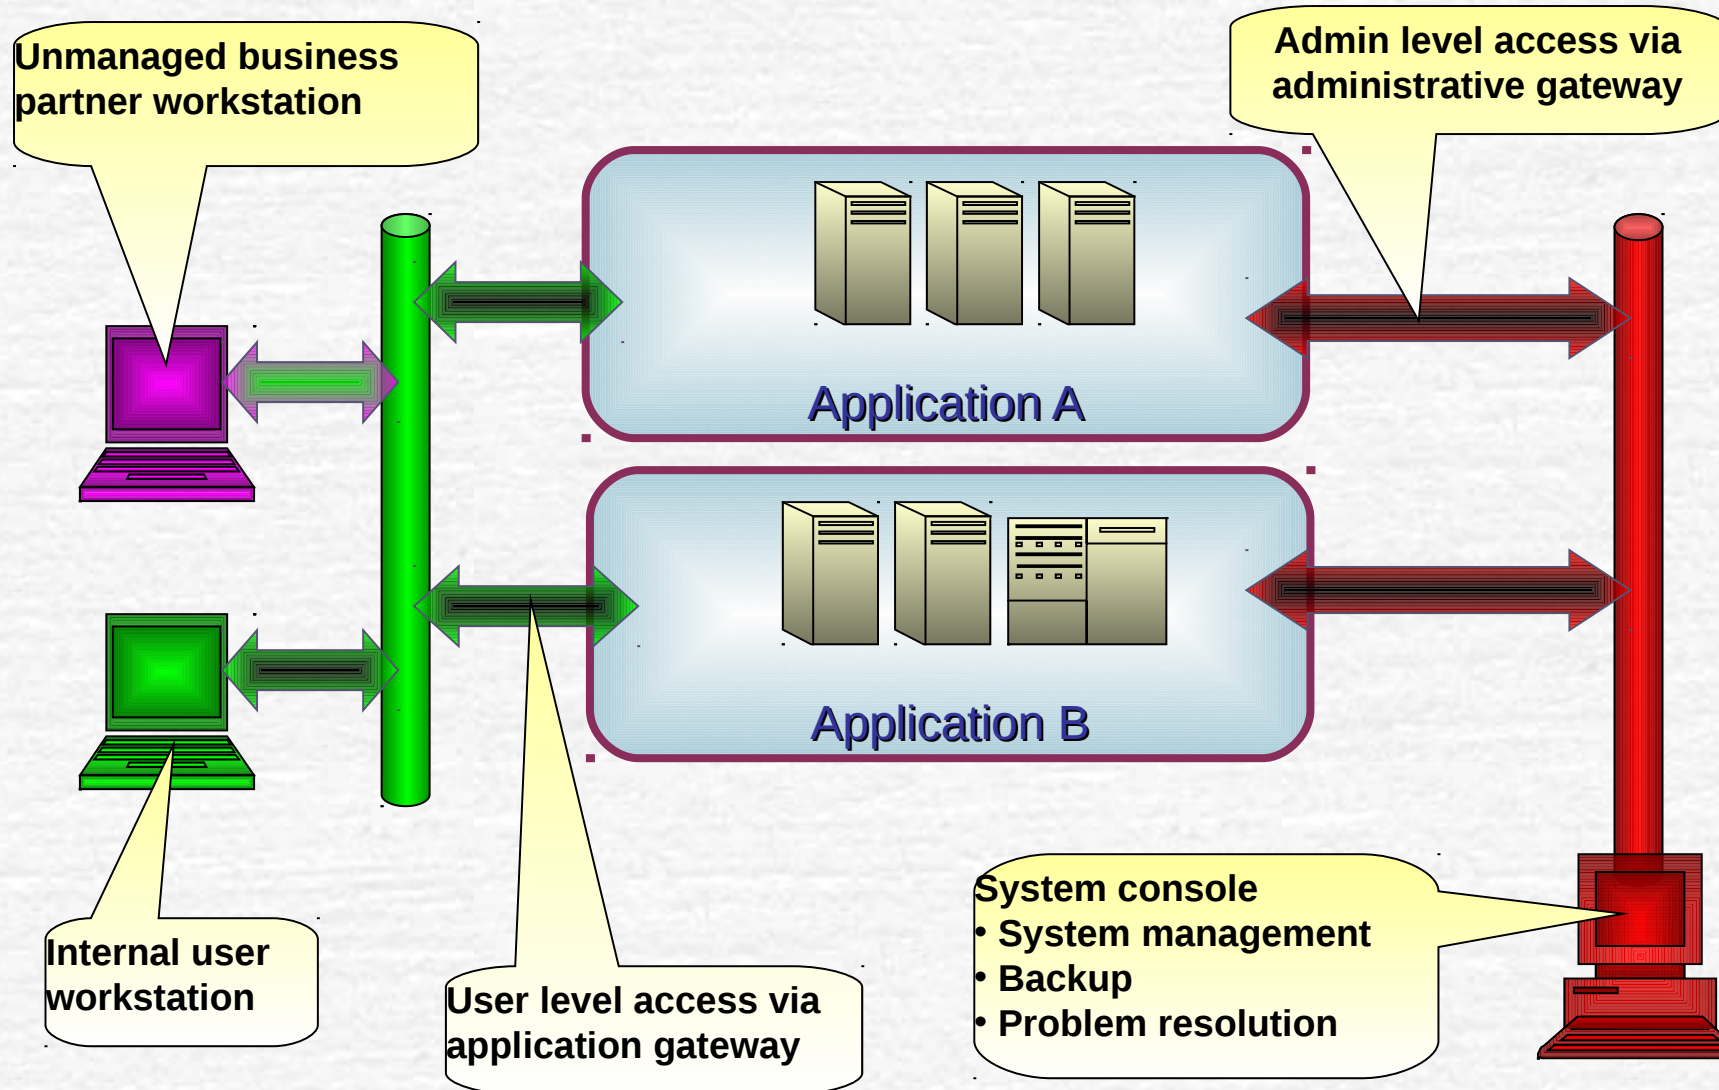 Unmanaged business
partner workstation
Admin level access via
administrative gateway
Application A
Application B
Internal user
workstation
User level access via
application gateway
System console
• System management
• Backup
• Problem resolution